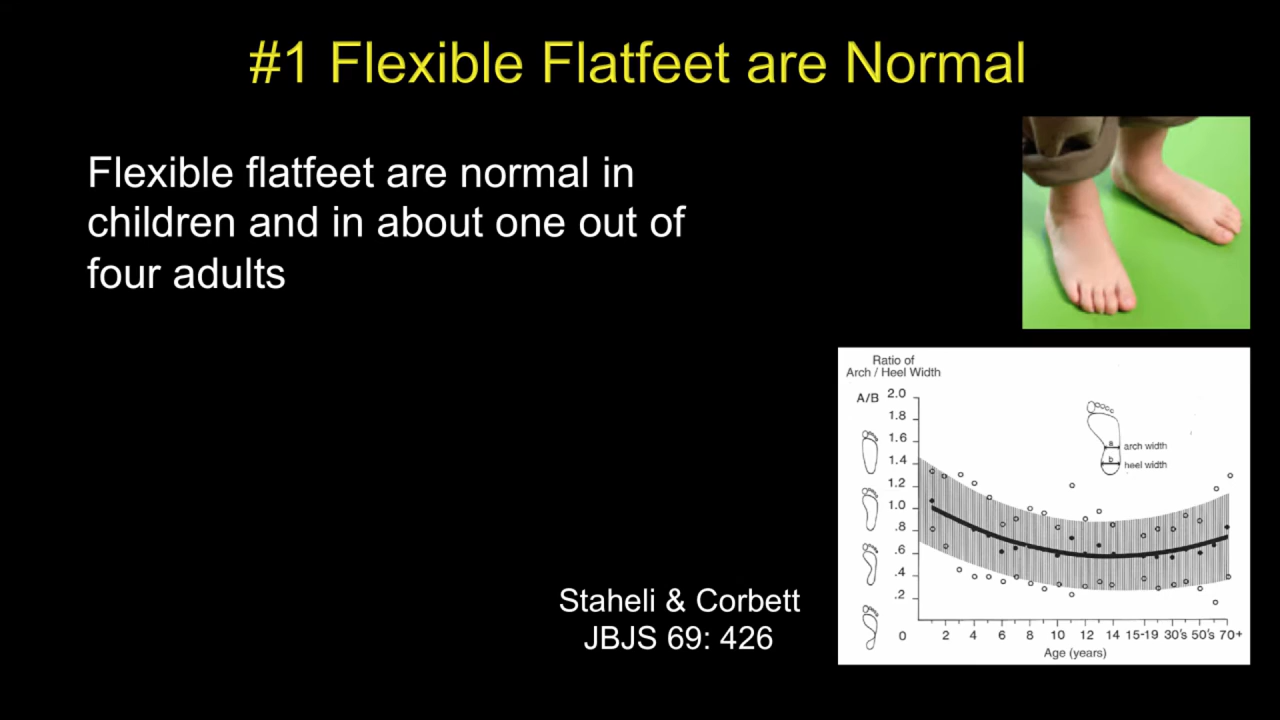 #1 Flexible Flatfeet are Normal
Flexible flatfeet are normal in
children and in about one out of
four adults
Staheli & Corbett
JBJS 69: 426
Ratio of
Arch / Heel Width
A/B
2.0
1.8
1.6
1.4
1.2
1.0
.8
.6
.4
.2
a
arch width
b
heel width
0 2 4 6 8 10 12 14 15-19 30's 50's 70+
Age (years)